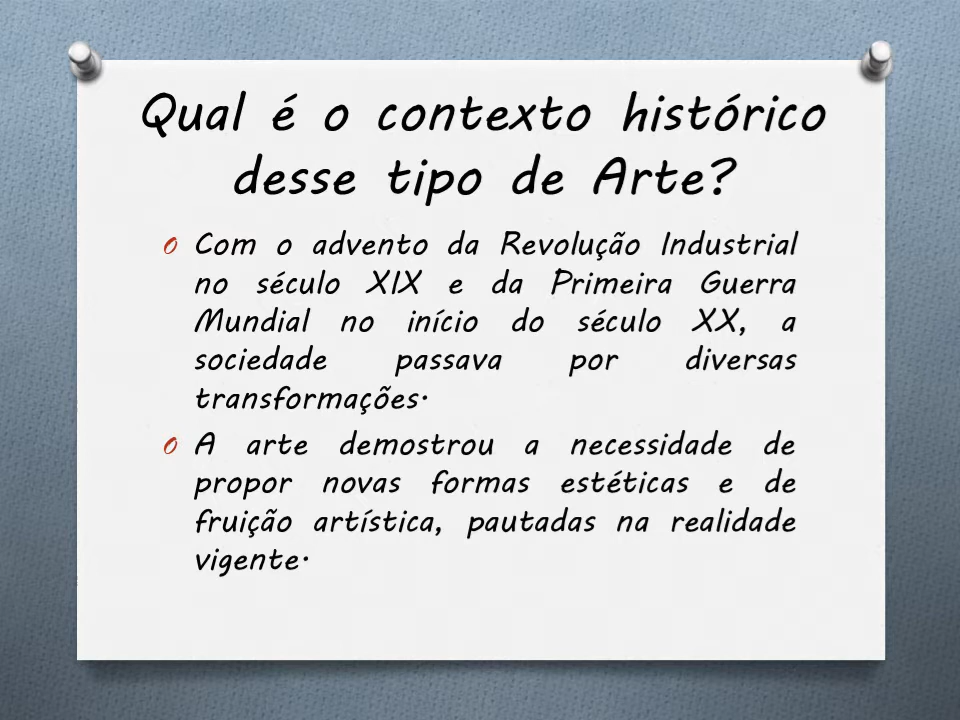 Qual é o contexto histórico
desse tipo de Arte?
O Com o advento da Revolução Industrial
no século XIX e da Primeira Guerra
Mundial no início do século XX, a
sociedade passava por diversas
transformações.
O A arte demostrou a necessidade de
propor novas formas estéticas e de
fruição artística, pautadas na realidade
vigente.